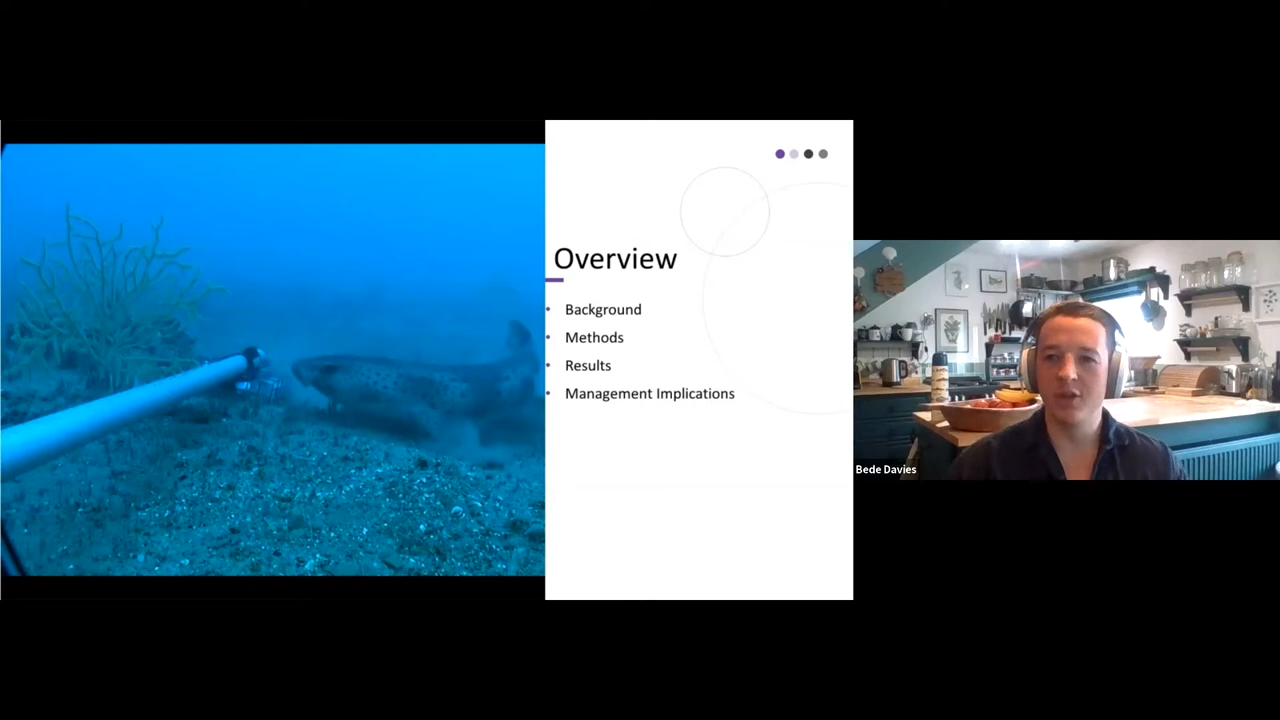 Overview
• Background
• Methods
• Results
• Management Implications
Bede Davies